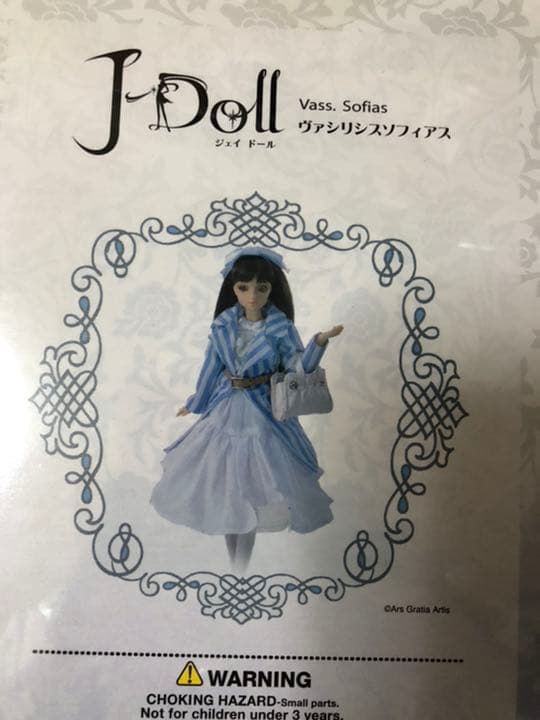 J-Doll
ジェイ ドール
Vass. Sofias
ヴァシリシスソフィアス
©Ars Gratia Artis
WARNING
CHOKING HAZARD-Small parts.
Not for children under 3 years.